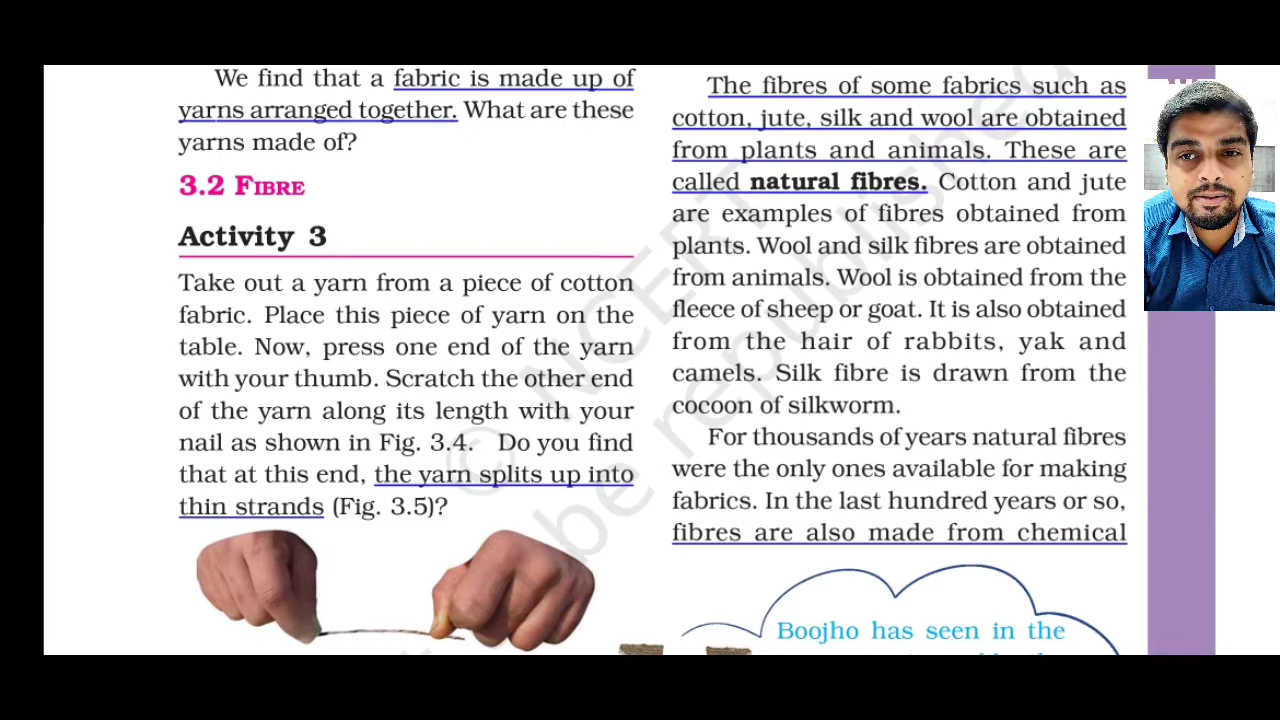 We find that a fabric is made up of
yarns arranged together. What are these
yarns made of?
3.2 FIBRE
Activity 3
Take out a yarn from a piece of cotton
fabric. Place this piece of yarn on the
table. Now, press one end of the yarn
with your thumb. Scratch the other end
of the yarn along its length with your
nail as shown in Fig. 3.4. Do you find
that at this end, the yarn splits up into
thin strands (Fig. 3.5)?
The fibres of some fabrics such as
cotton, jute, silk and wool are obtained
from plants and animals. These are
called natural fibres. Cotton and jute
are examples of fibres obtained from
plants. Wool and silk fibres are obtained
from animals. Wool is obtained from the
fleece of sheep or goat. It is also obtained
from the hair of rabbits, yak and
camels. Silk fibre is drawn from the
cocoon of silkworm.
For thousands of years natural fibres
were the only ones available for making
fabrics. In the last hundred years or so,
fibres are also made from chemical
Boojho has seen in the
© NCERT
be republished